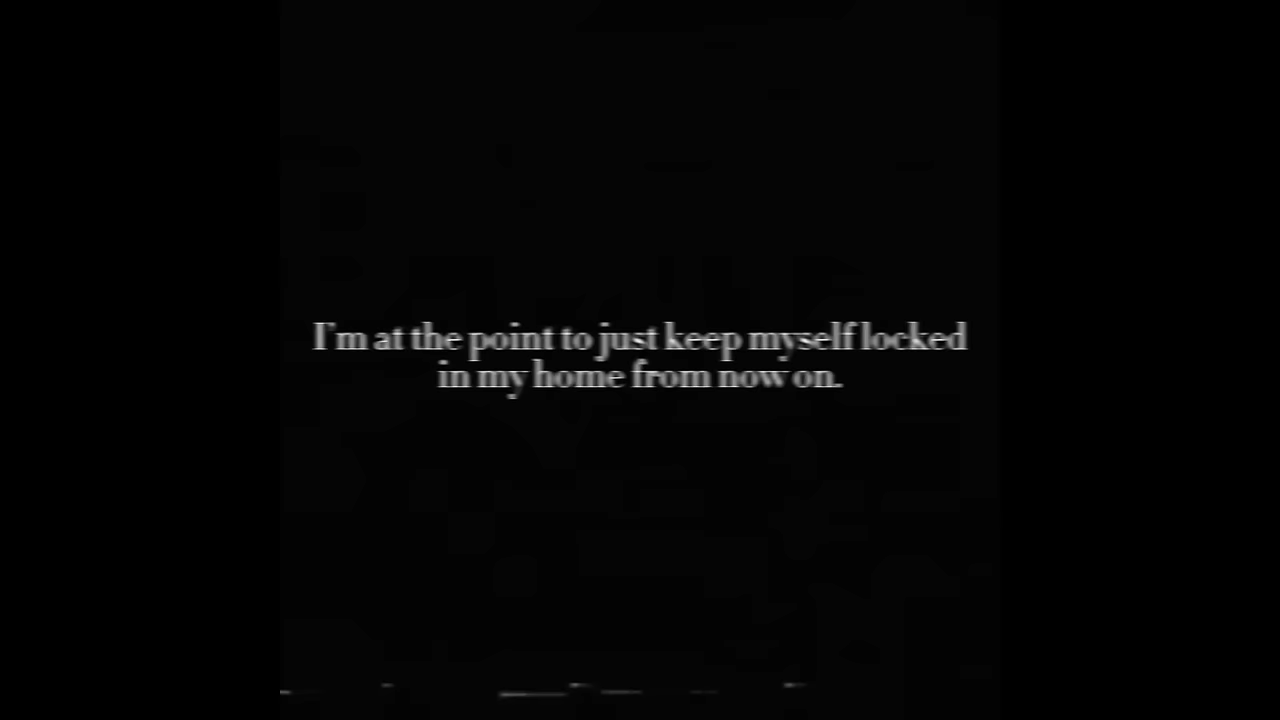 I'm at the point to just keep myself locked
in my home from now on.